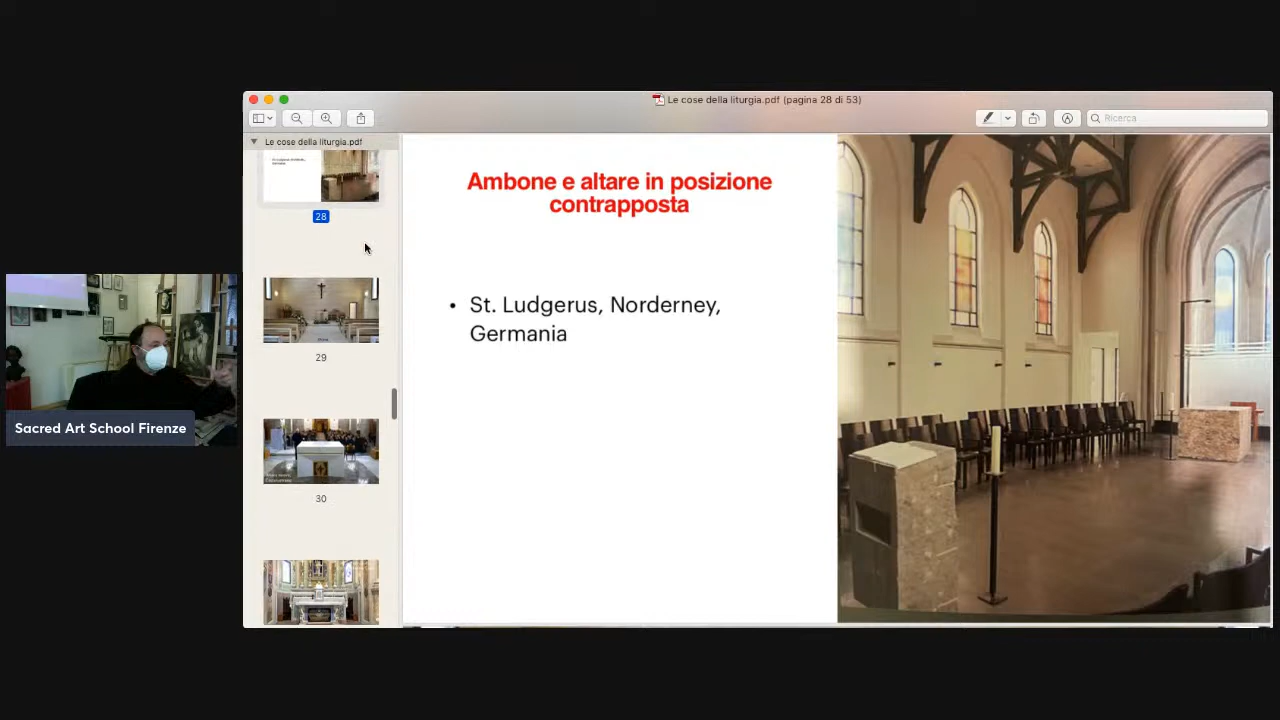 Le cose della liturgia.pdf (pagina 28 di 53)
Ricerca
Le cose della liturgia.pdf
28
29
30
Ambone e altare in posizione
contrapposta
• St. Ludgerus, Norderney,
Germania
Sacred Art School Firenze